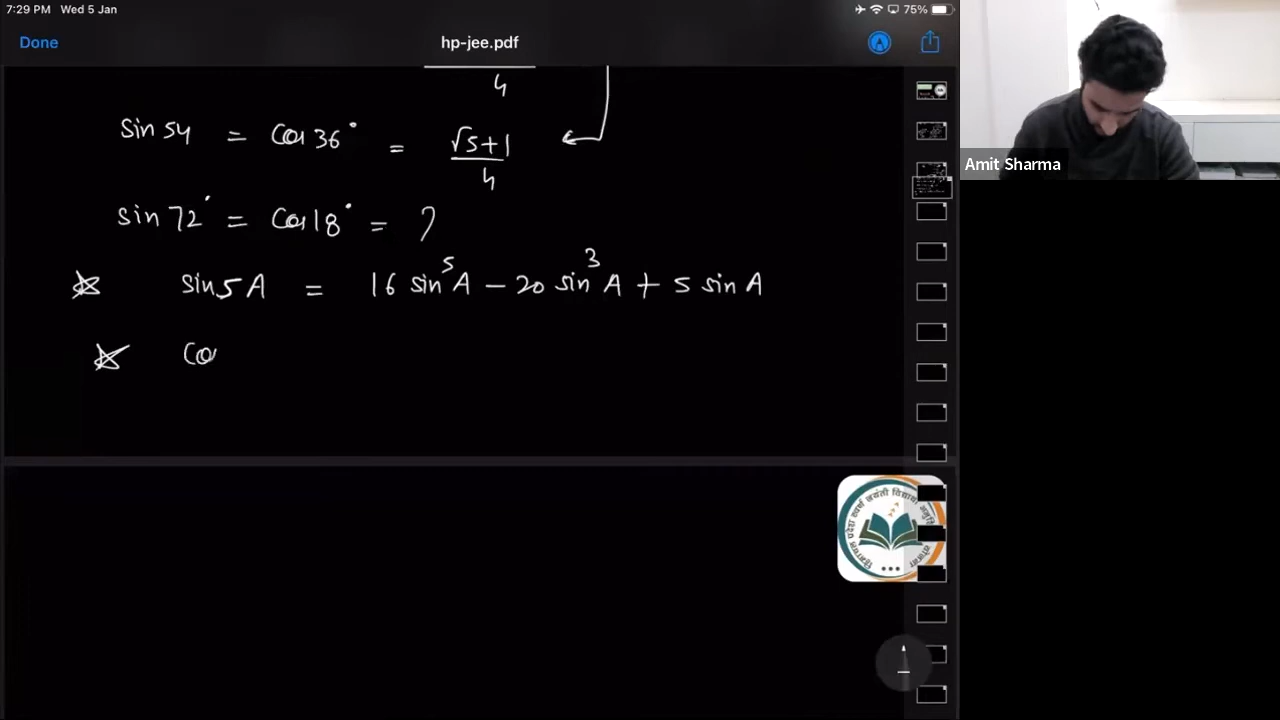 7:29 PM Wed 5 Jan
75%
Done
hp-jee.pdf
4
Sin 54 = Cos 36° = √5+1
4
Amit Sharma
Sin 72° = Cos 18° = ?
sin 5A = 16 sin⁵A − 20 sin³A + 5 sin A
Co